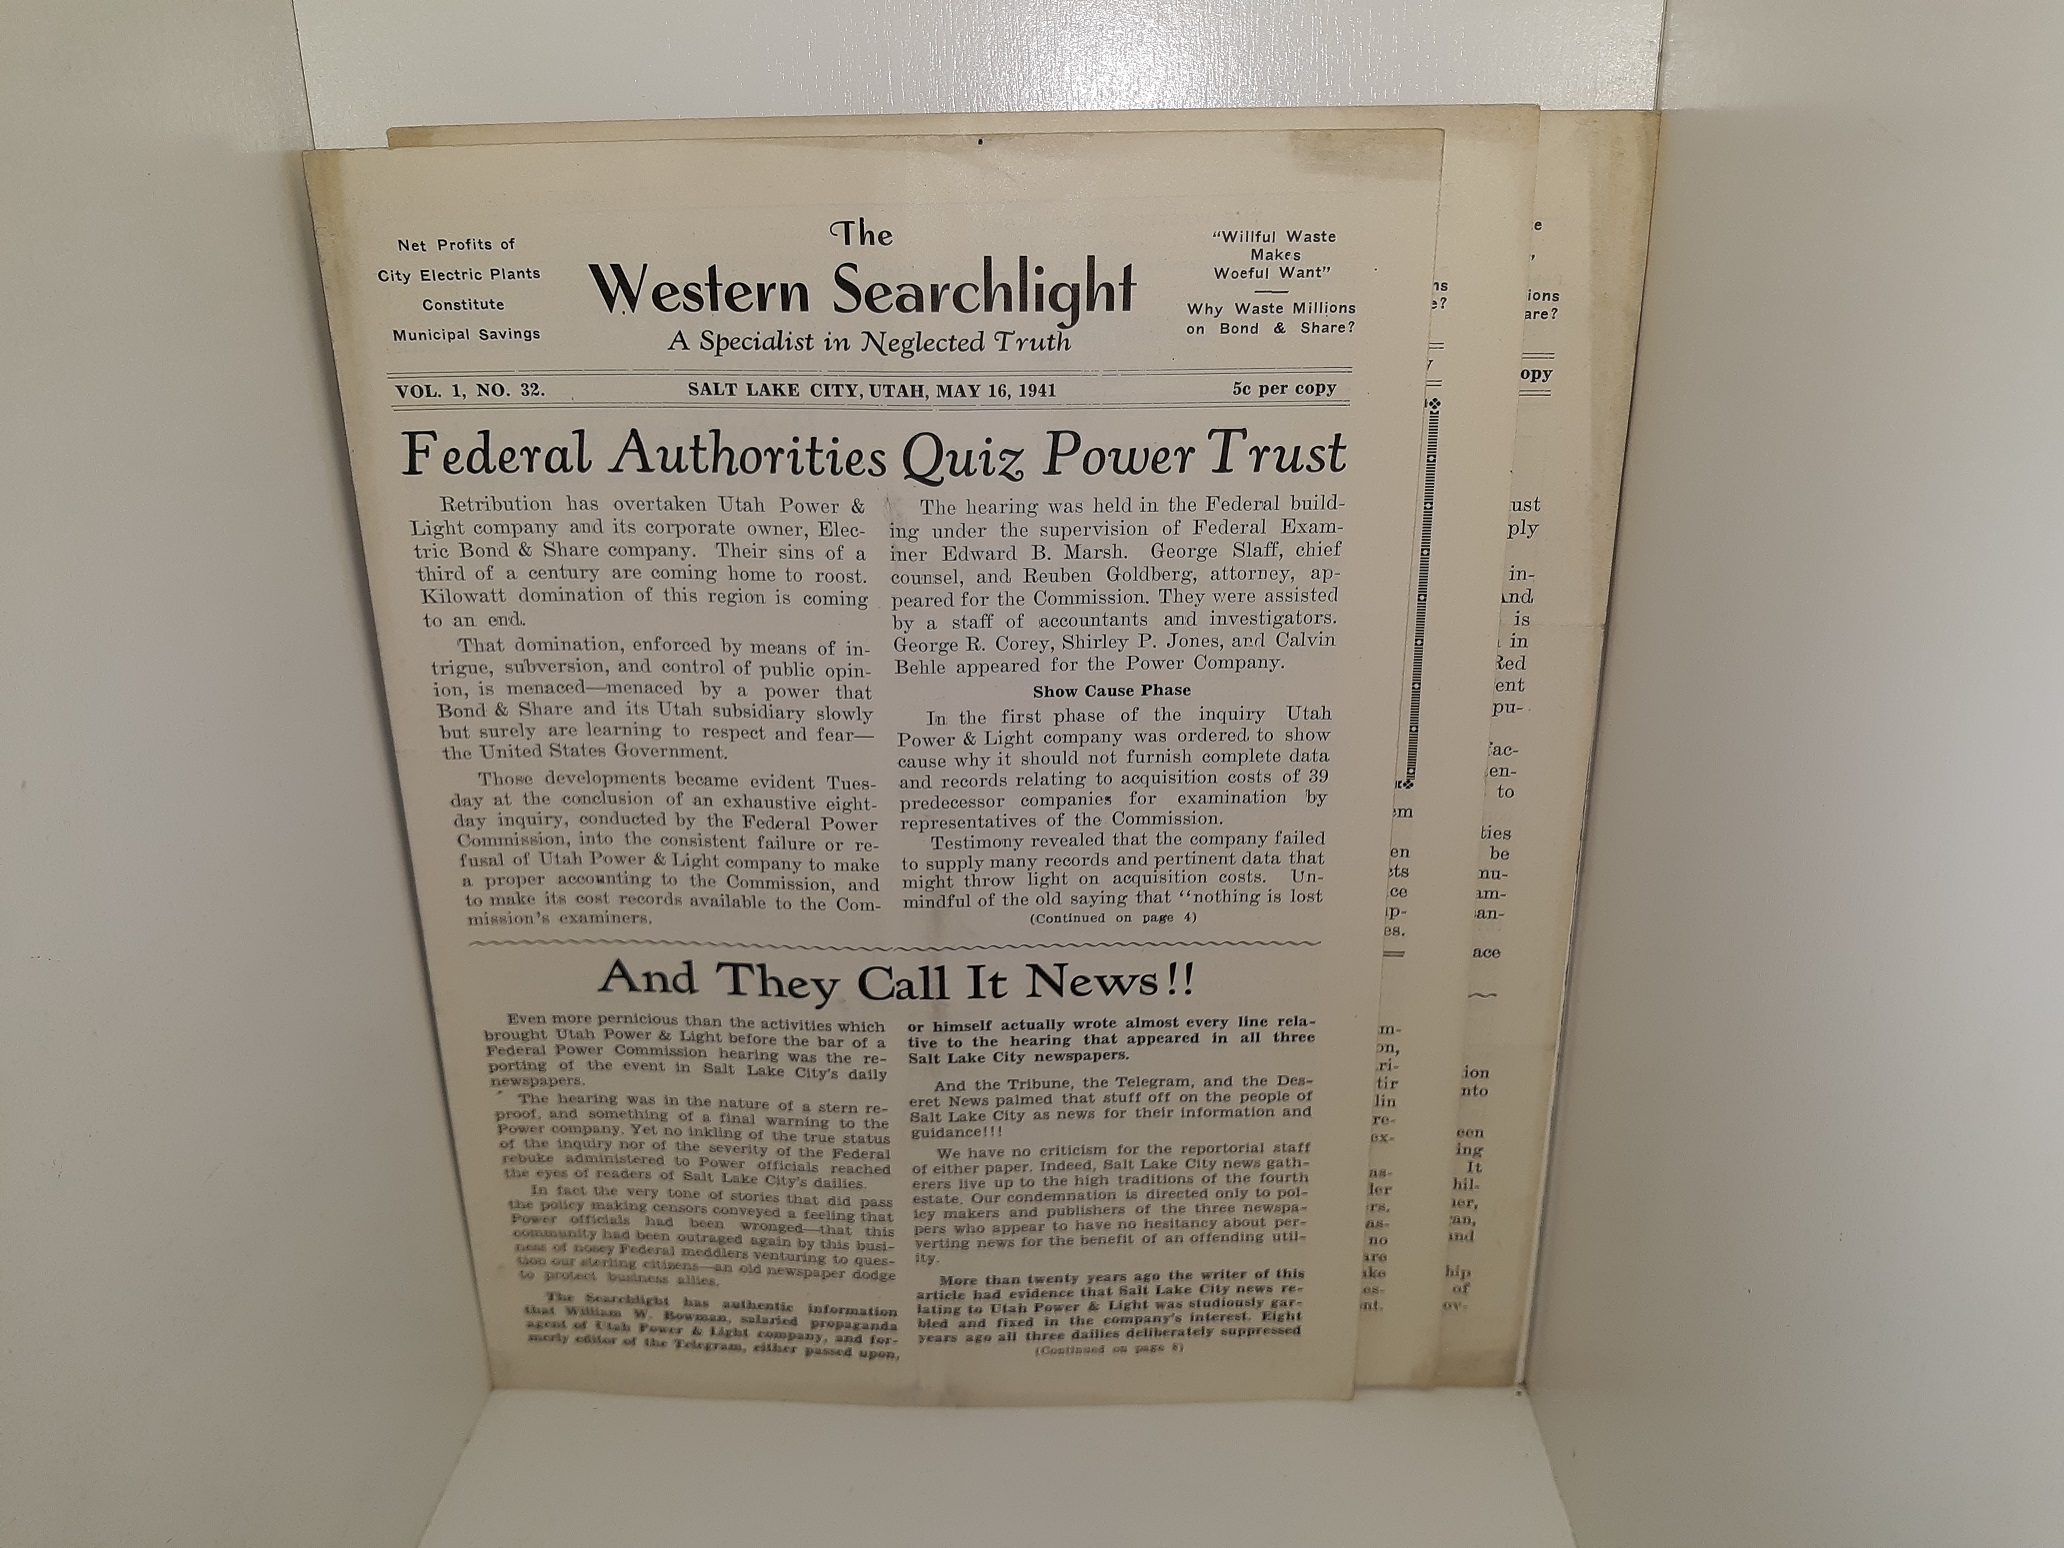 Net Profits of
City Electric Plants
Constitute
Municipal Savings
The
Western Searchlight
A Specialist in Neglected Truth
"Willful Waste
Makes
Woeful Want"
Why Waste Millions
on Bond & Share?
VOL. 1, NO. 32.
SALT LAKE CITY, UTAH, MAY 16, 1941
5c per copy
Federal Authorities Quiz Power Trust
Retribution has overtaken Utah Power &
Light company and its corporate owner, Elec-
tric Bond & Share company. Their sins of a
third of a century are coming home to roost.
Kilowatt domination of this region is coming
to an end.
That domination, enforced by means of in-
trigue, subversion, and control of public opin-
ion, is menaced—menaced by a power that
Bond & Share and its Utah subsidiary slowly
but surely are learning to respect and fear—
the United States Government.
Those developments became evident Tues-
day at the conclusion of an exhaustive eight-
day inquiry, conducted by the Federal Power
Commission, into the consistent failure or re-
fusal of Utah Power & Light company to make
a proper accounting to the Commission, and
to make its cost records available to the Com-
mission's examiners.
The hearing was held in the Federal build-
ing under the supervision of Federal Exam-
iner Edward B. Marsh. George Slaff, chief
counsel, and Reuben Goldberg, attorney, ap-
peared for the Commission. They were assisted
by a staff of accountants and investigators.
George R. Corey, Shirley P. Jones, and Calvin
Behle appeared for the Power Company.
Show Cause Phase
In the first phase of the inquiry Utah
Power & Light company was ordered to show
cause why it should not furnish complete data
and records relating to acquisition costs of 39
predecessor companies for examination by
representatives of the Commission.
Testimony revealed that the company failed
to supply many records and pertinent data that
might throw light on acquisition costs. Un-
mindful of the old saying that "nothing is lost
(Continued on page 4)
And They Call It News!!
Even more pernicious than the activities which
brought Utah Power & Light before the bar of a
Federal Power Commission hearing was the re-
porting of the event in Salt Lake City's daily
newspapers.
The hearing was in the nature of a stern re-
proof, and something of a final warning to the
Power company. Yet no inkling of the true status
of the inquiry nor of the severity of the Federal
rebuke administered to Power officials reached
the eyes of readers of Salt Lake City's dailies.
In fact the very tone of stories that did pass
the policy making censors conveyed a feeling that
Power officials had been wronged—that this
community had been outraged again by this busi-
ness of nosey Federal meddlers venturing to ques-
tion our sterling citizens—an old newspaper dodge
to protect business allies.
The Searchlight has authentic information
that William W. Bowman, salaried propaganda
agent of Utah Power & Light company, and for-
merly editor of the Telegram, either passed upon,
or himself actually wrote almost every line rela-
tive to the hearing that appeared in all three
Salt Lake City newspapers.
And the Tribune, the Telegram, and the Des-
eret News palmed that stuff off on the people of
Salt Lake City as news for their information and
guidance!!!
We have no criticism for the reportorial staff
of either paper. Indeed, Salt Lake City news gath-
erers live up to the high traditions of the fourth
estate. Our condemnation is directed only to pol-
icy makers and publishers of the three newspa-
pers who appear to have no hesitancy about per-
verting news for the benefit of an offending util-
ity.
More than twenty years ago the writer of this
article had evidence that Salt Lake City news re-
lating to Utah Power & Light was studiously gar-
bled and fixed in the company's interest. Eight
years ago all three dailies deliberately suppressed
(Continued on page